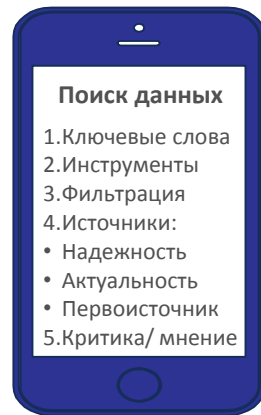 Поиск данных
1.Ключевые слова
2.Инструменты
3.Фильтрация
4.Источники:
• Надежность
• Актуальность
• Первоисточник
5.Критика/ мнение